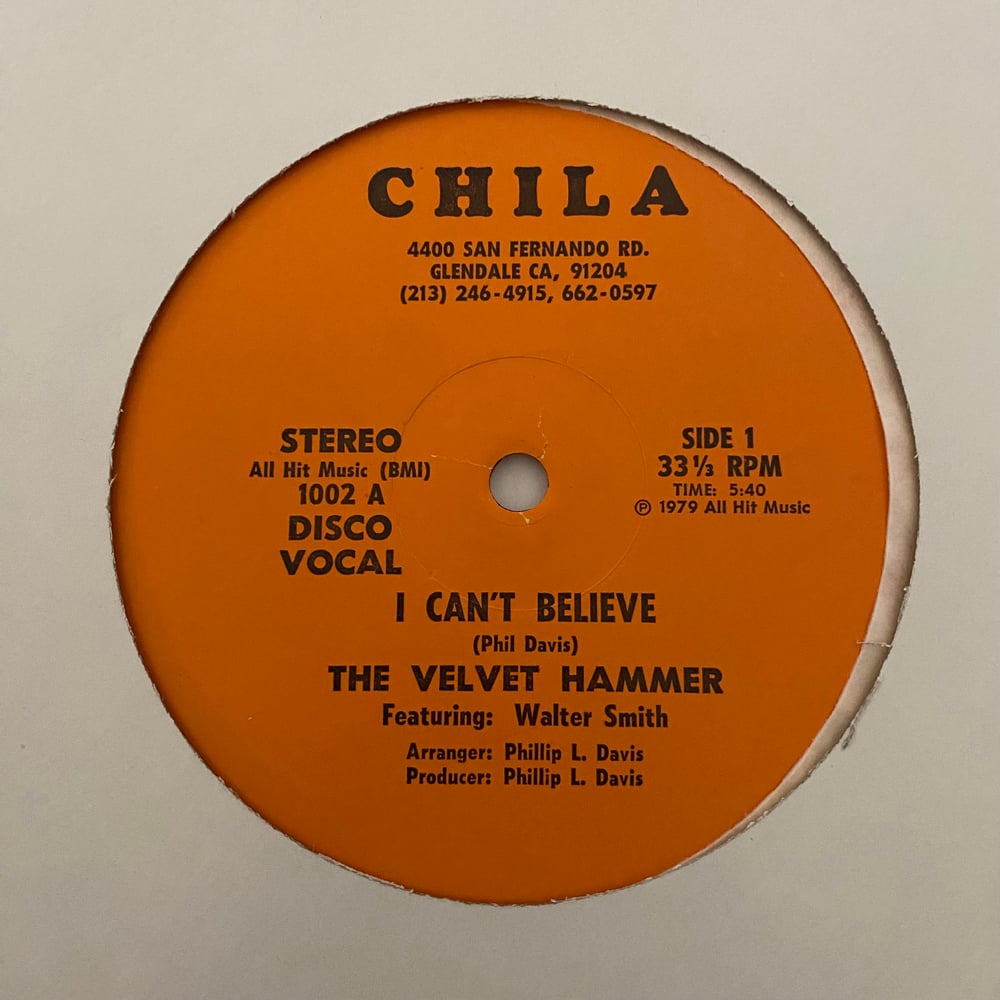 CHILA
4400 SAN FERNANDO RD.
GLENDALE CA, 91204
(213) 246-4915, 662-0597
STEREO
All Hit Music (BMI)
1002 A
DISCO
VOCAL
SIDE 1
33 ⅓ RPM
TIME: 5:40
℗ 1979 All Hit Music
I CAN'T BELIEVE
(Phil Davis)
THE VELVET HAMMER
Featuring: Walter Smith
Arranger: Phillip L. Davis
Producer: Phillip L. Davis